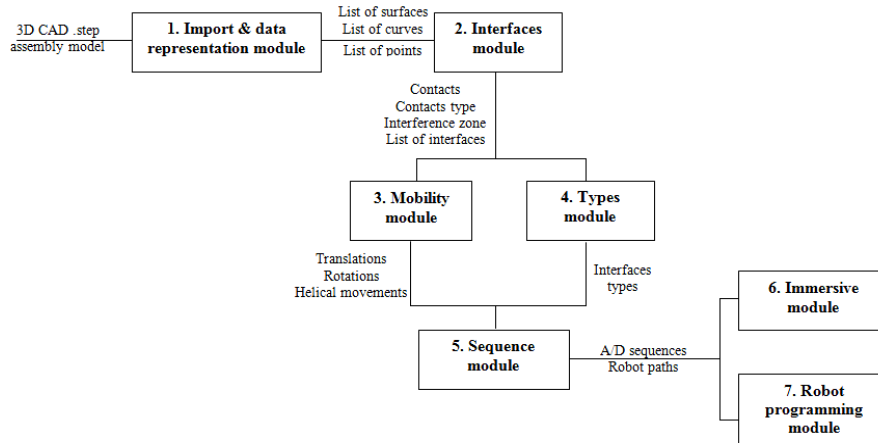 3D CAD .step
assembly model
1. Import & data
representation module
List of surfaces
List of curves
List of points
2. Interfaces
module
Contacts
Contacts type
Interference zone
List of interfaces
3. Mobility
module
4. Types
module
Translations
Rotations
Helical movements
Interfaces
types
5. Sequence
module
A/D sequences
Robot paths
6. Immersive
module
7. Robot
programming
module